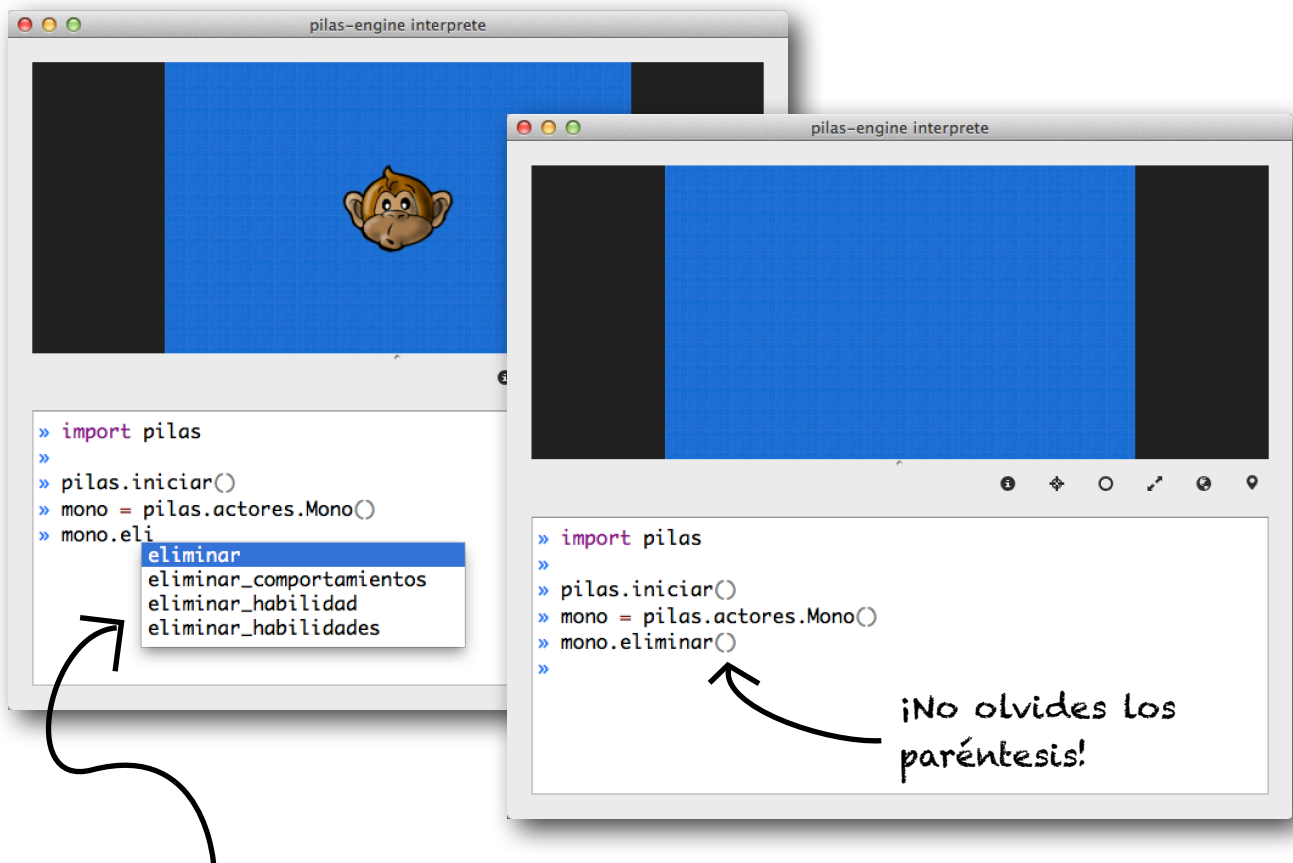 pilas-engine interprete
» import pilas
»
» pilas.iniciar()
» mono = pilas.actores.Mono()
» mono.eli
eliminar
eliminar_comportamientos
eliminar_habilidad
eliminar_habilidades
pilas-engine interprete
» import pilas
»
» pilas.iniciar()
» mono = pilas.actores.Mono()
» mono.eliminar()
»
¡No olvides los
paréntesis!